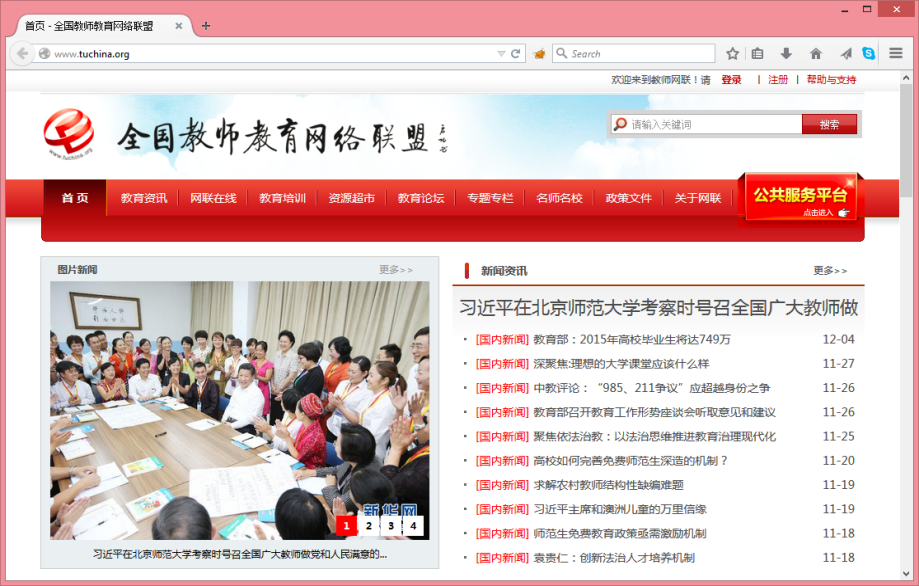 首页 - 全国教师教育网络联盟
www.tuchina.org
Search
欢迎来到教师网联！请 登录 | 注册 | 帮助与支持
www.tuchina.org
全国教师教育网络联盟
请输入关键词
搜索
首 页 教育资讯 网联在线 教育培训 资源超市 教育论坛 专题专栏 名师名校 政策文件 关于网联
公共服务平台
点击进入
图片新闻 更多>>
新华网
1 2 3 4
习近平在北京师范大学考察时号召全国广大教师做党和人民满意的...
新闻资讯 更多>>
习近平在北京师范大学考察时号召全国广大教师做
[国内新闻] 教育部：2015年高校毕业生将达749万 12-04
[国内新闻] 深聚焦:理想的大学课堂应该什么样 11-27
[国内新闻] 中教评论：“985、211争议”应超越身份之争 11-26
[国内新闻] 教育部召开教育工作形势座谈会听取意见和建议 11-26
[国内新闻] 聚焦依法治教：以法治思维推进教育治理现代化 11-25
[国内新闻] 高校如何完善免费师范生深造的机制？ 11-20
[国内新闻] 求解农村教师结构性缺编难题 11-19
[国内新闻] 习近平主席和澳洲儿童的万里信缘 11-19
[国内新闻] 师范生免费教育政策亟需激励机制 11-18
[国内新闻] 袁贵仁：创新法治人才培养机制 11-18